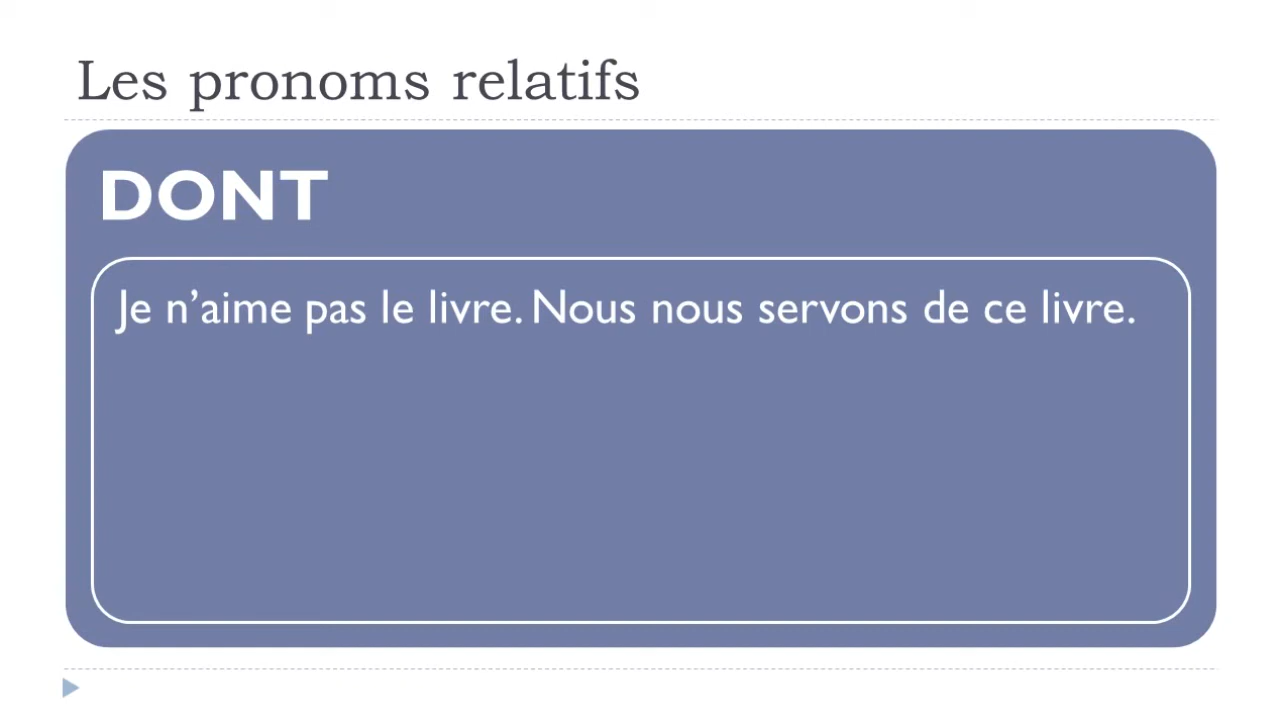 Les pronoms relatifs
DONT
Je n’aime pas le livre. Nous nous servons de ce livre.